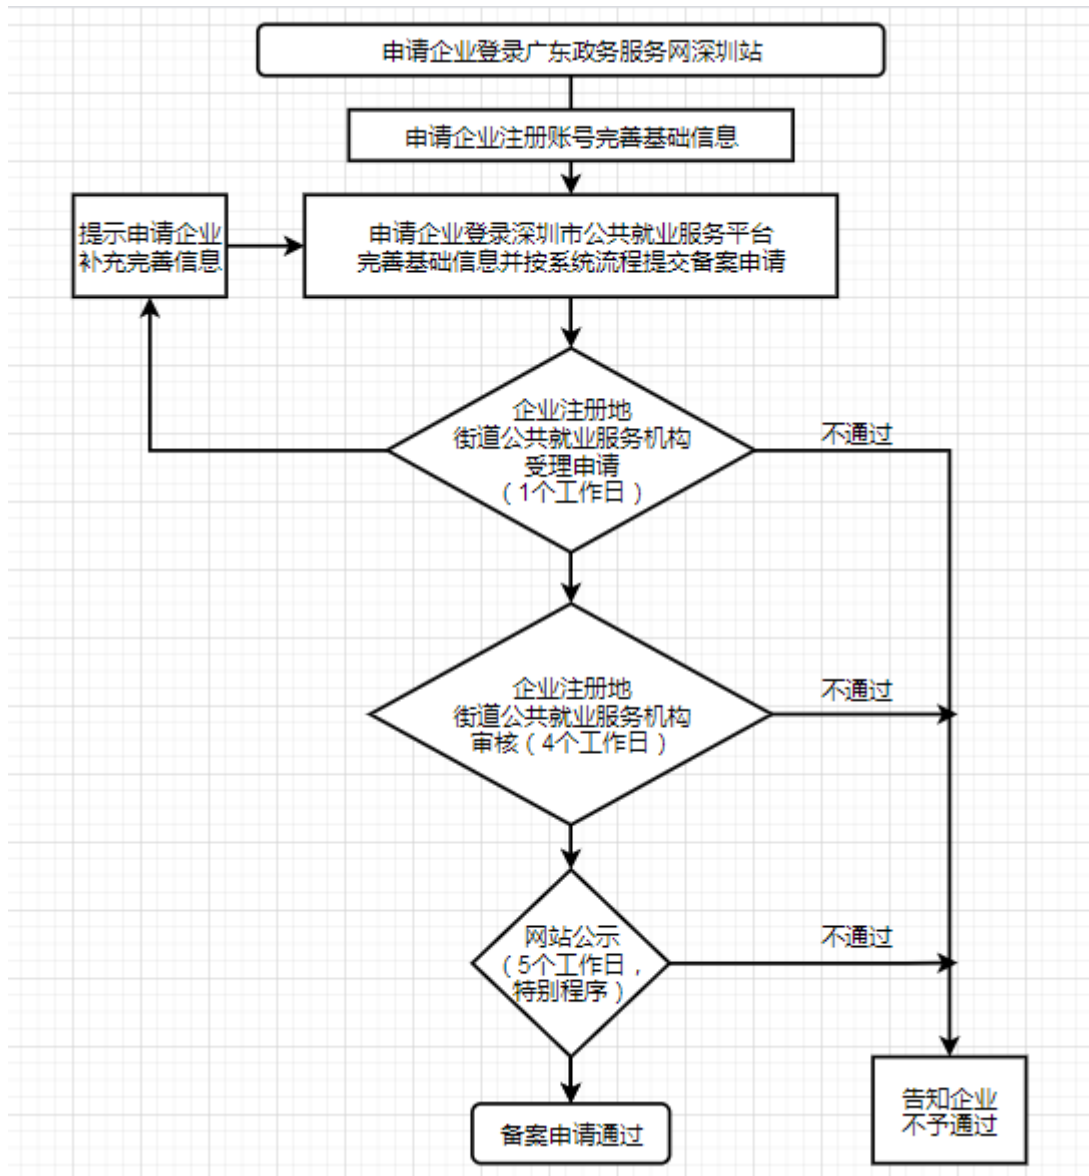 申请企业登录广东政务服务网深圳站
申请企业注册账号完善基础信息
提示申请企业
补充完善信息
申请企业登录深圳市公共就业服务平台
完善基础信息并按系统流程提交备案申请
企业注册地
街道公共就业服务机构
受理申请
（1个工作日）
不通过
企业注册地
街道公共就业服务机构
审核（4个工作日）
不通过
网站公示
（5个工作日，
特别程序）
不通过
备案申请通过
告知企业
不予通过